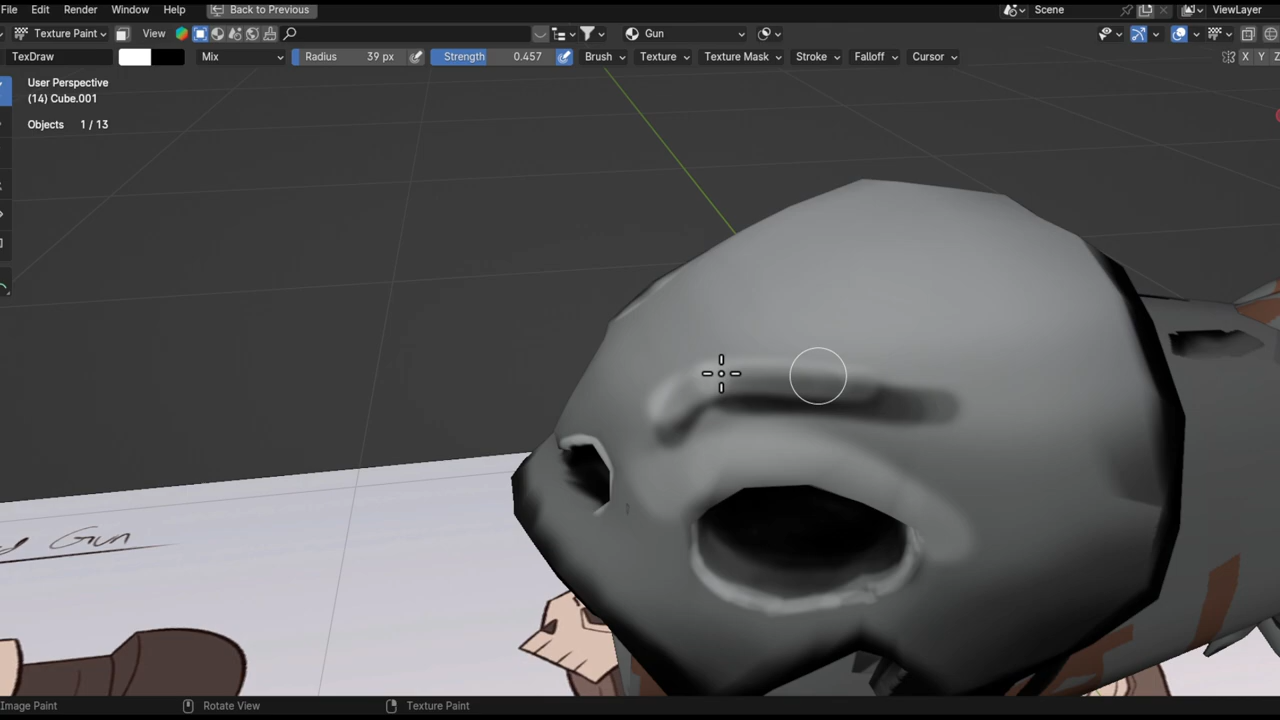 File Edit Render Window Help Back to Previous Scene ViewLayer
Texture Paint View Gun
TexDraw Mix Radius 39 px Strength 0.457 Brush Texture Texture Mask Stroke Falloff Cursor X Y Z
User Perspective
(14) Cube.001
Objects 1 / 13
Gun
Image Paint Rotate View Texture Paint